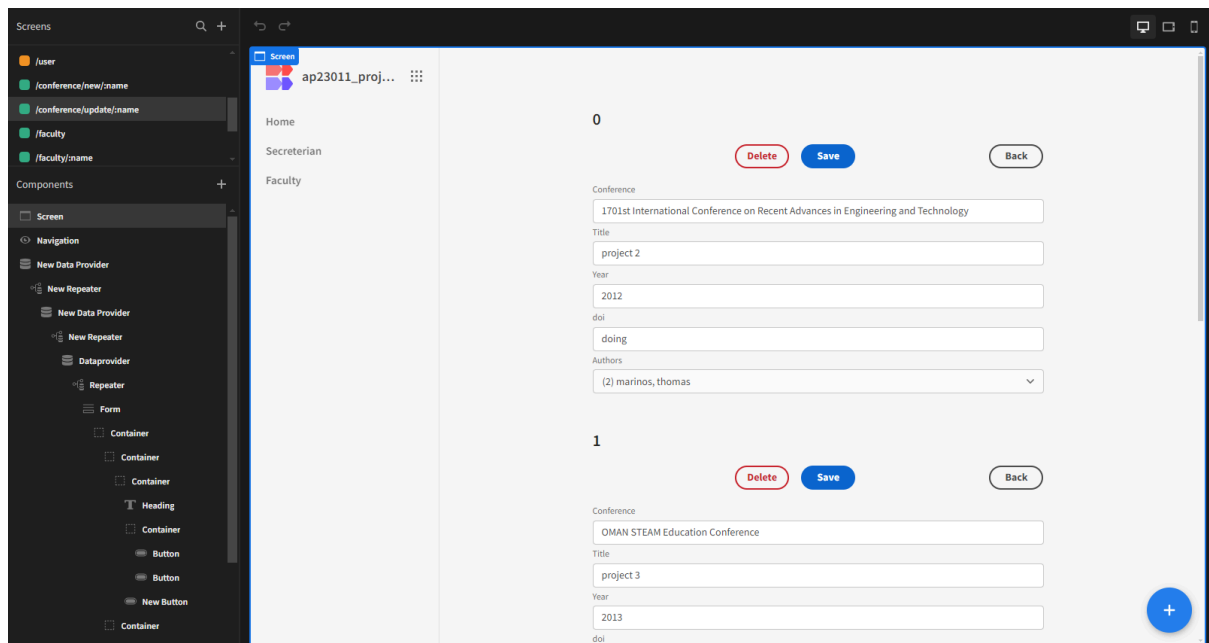 Screens
/user
/conference/new/:name
/conference/update/:name
/faculty
/faculty/:name
Components
Screen
Navigation
New Data Provider
New Repeater
New Data Provider
New Repeater
Dataprovider
Repeater
Form
Container
Container
Container
Heading
Container
Button
Button
New Button
Container
Screen
ap23011_proj...
Home
Secreterian
Faculty
0
Delete Save Back
Conference
1701st International Conference on Recent Advances in Engineering and Technology
Title
project 2
Year
2012
doi
doing
Authors
(2) marinos, thomas
1
Delete Save Back
Conference
OMAN STEAM Education Conference
Title
project 3
Year
2013
doi